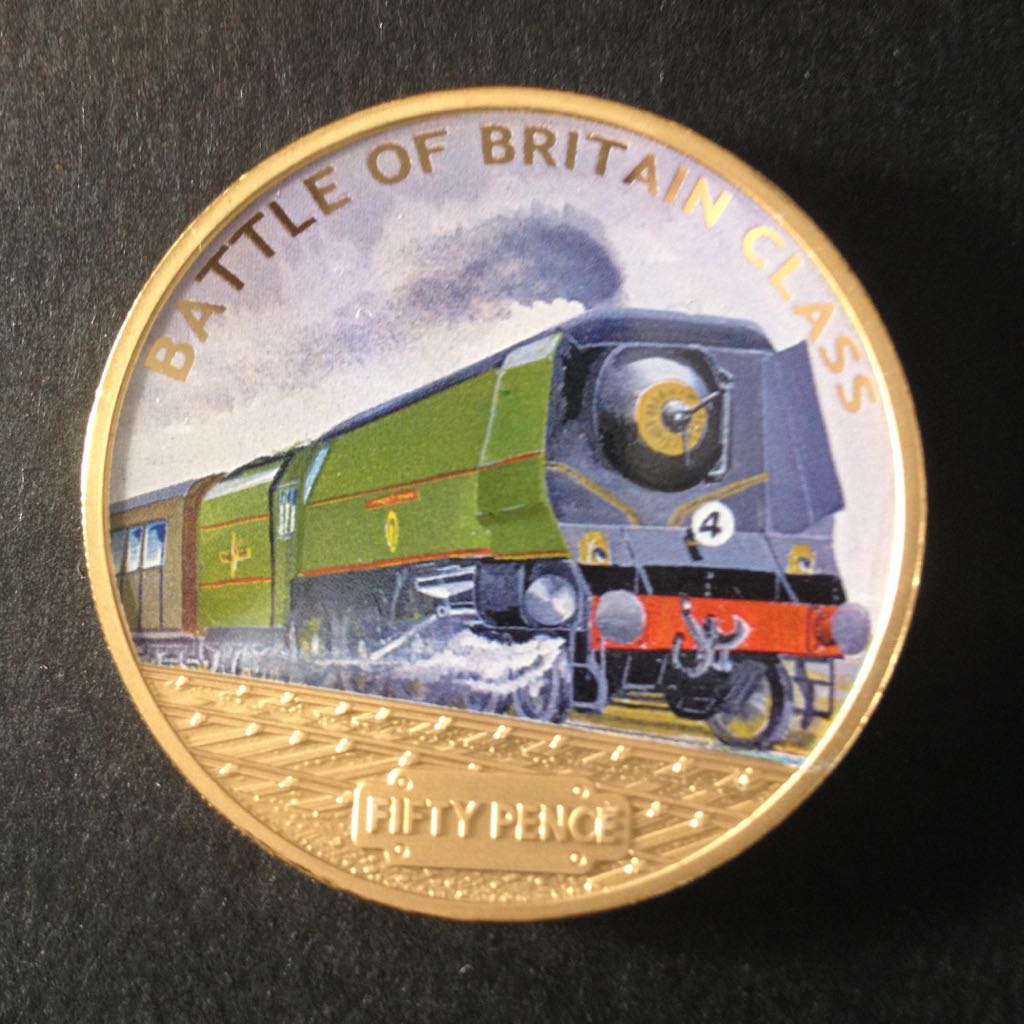 BATTLE OF BRITAIN CLASS
4
FIFTY PENCE